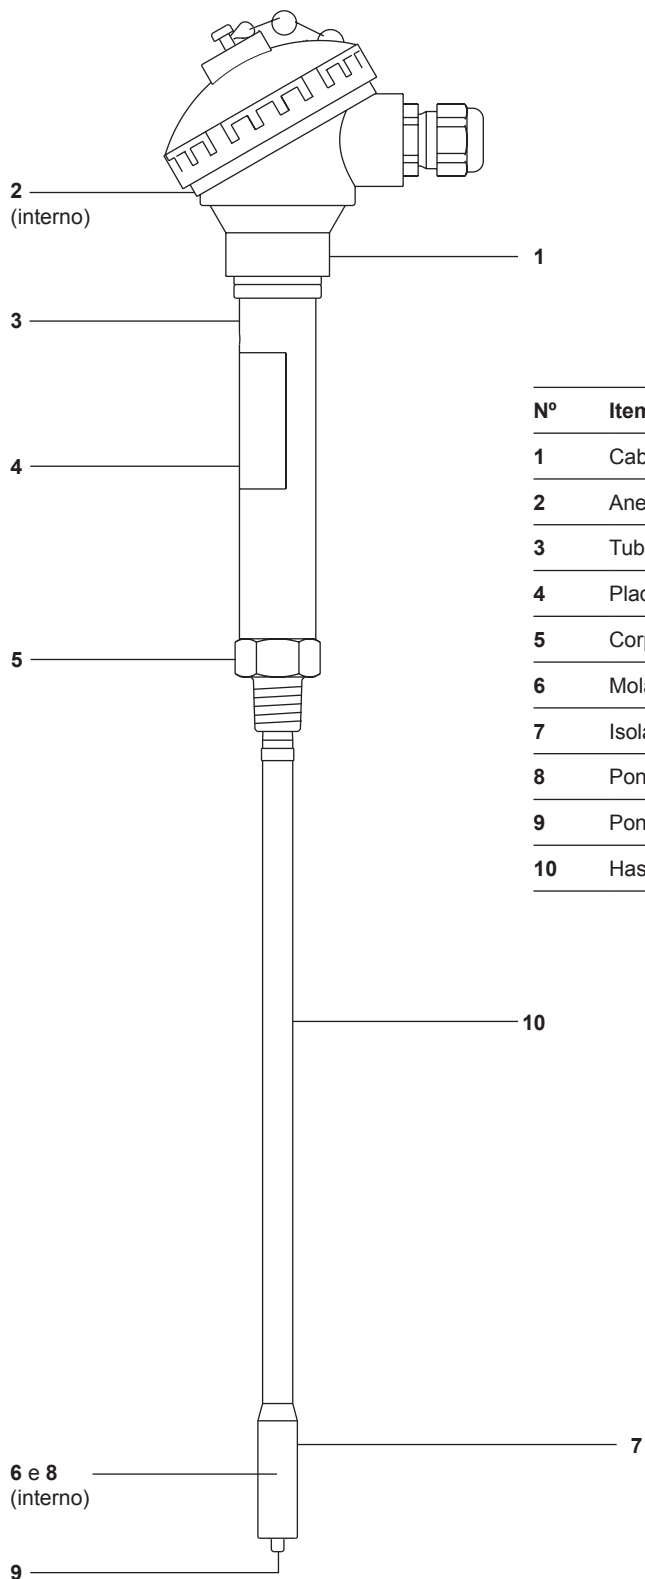 2
(interno)
1
3
4
5
Nº Item
1 Cab
2 Ane
3 Tub
4 Plac
5 Corp
6 Mola
7 Isola
8 Pon
9 Pon
10 Has
10
7
6 e 8
(interno)
9